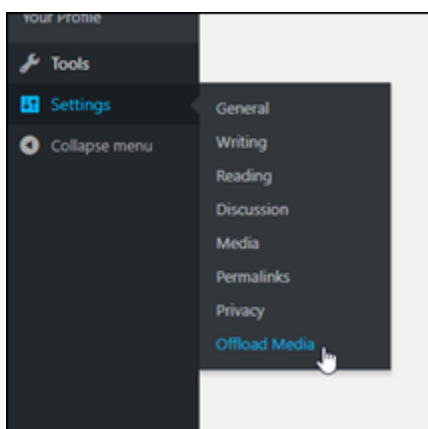 Your Profile
Tools
Settings
Collapse menu
General
Writing
Reading
Discussion
Media
Permalinks
Privacy
Offload Media